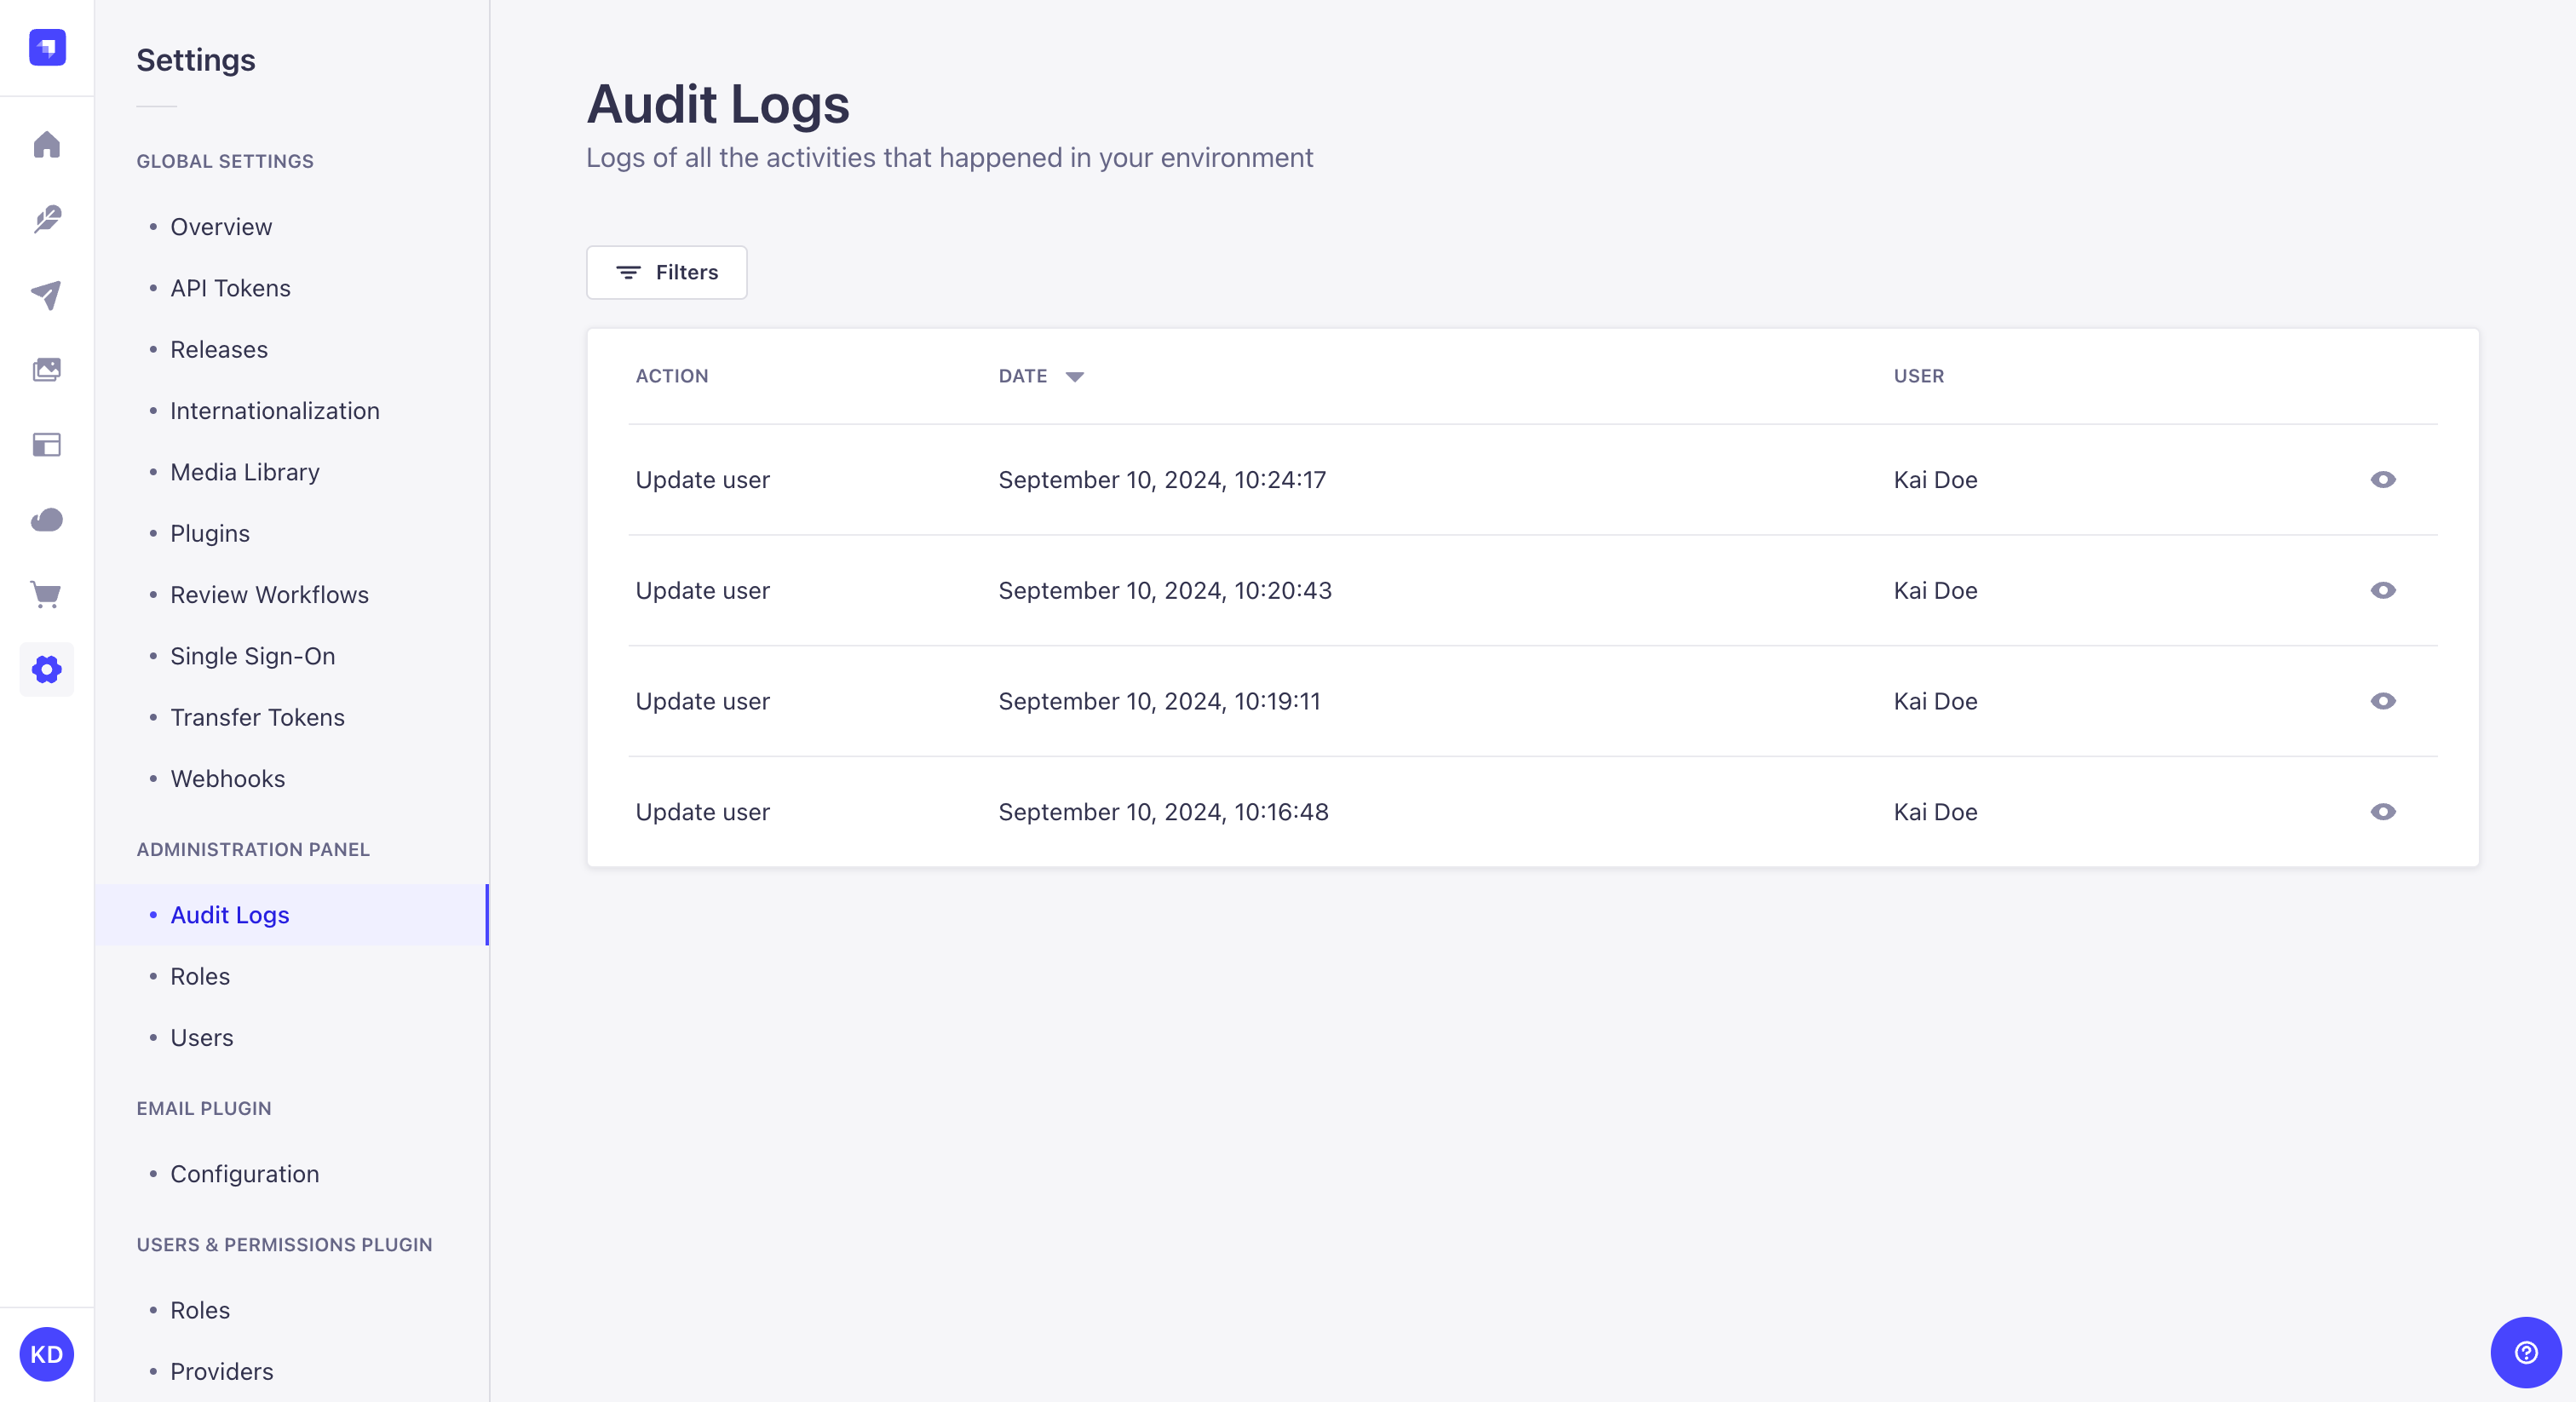 Settings
GLOBAL SETTINGS
Overview
API Tokens
Releases
Internationalization
Media Library
Plugins
Review Workflows
Single Sign-On
Transfer Tokens
Webhooks
ADMINISTRATION PANEL
Audit Logs
Roles
Users
EMAIL PLUGIN
Configuration
USERS & PERMISSIONS PLUGIN
Roles
Providers
KD
Audit Logs
Logs of all the activities that happened in your environment
Filters
ACTION DATE USER
Update user September 10, 2024, 10:24:17 Kai Doe
Update user September 10, 2024, 10:20:43 Kai Doe
Update user September 10, 2024, 10:19:11 Kai Doe
Update user September 10, 2024, 10:16:48 Kai Doe